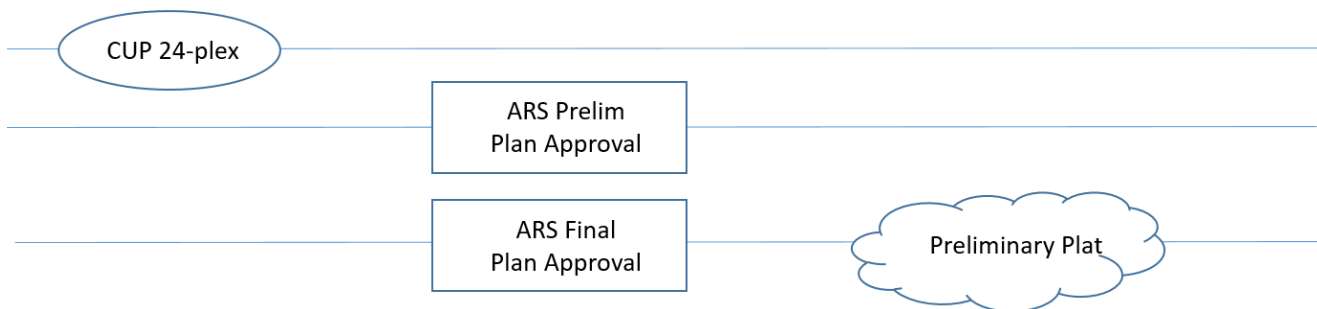 CUP 24-plex
ARS Prelim
Plan Approval
ARS Final
Plan Approval
Preliminary Plat